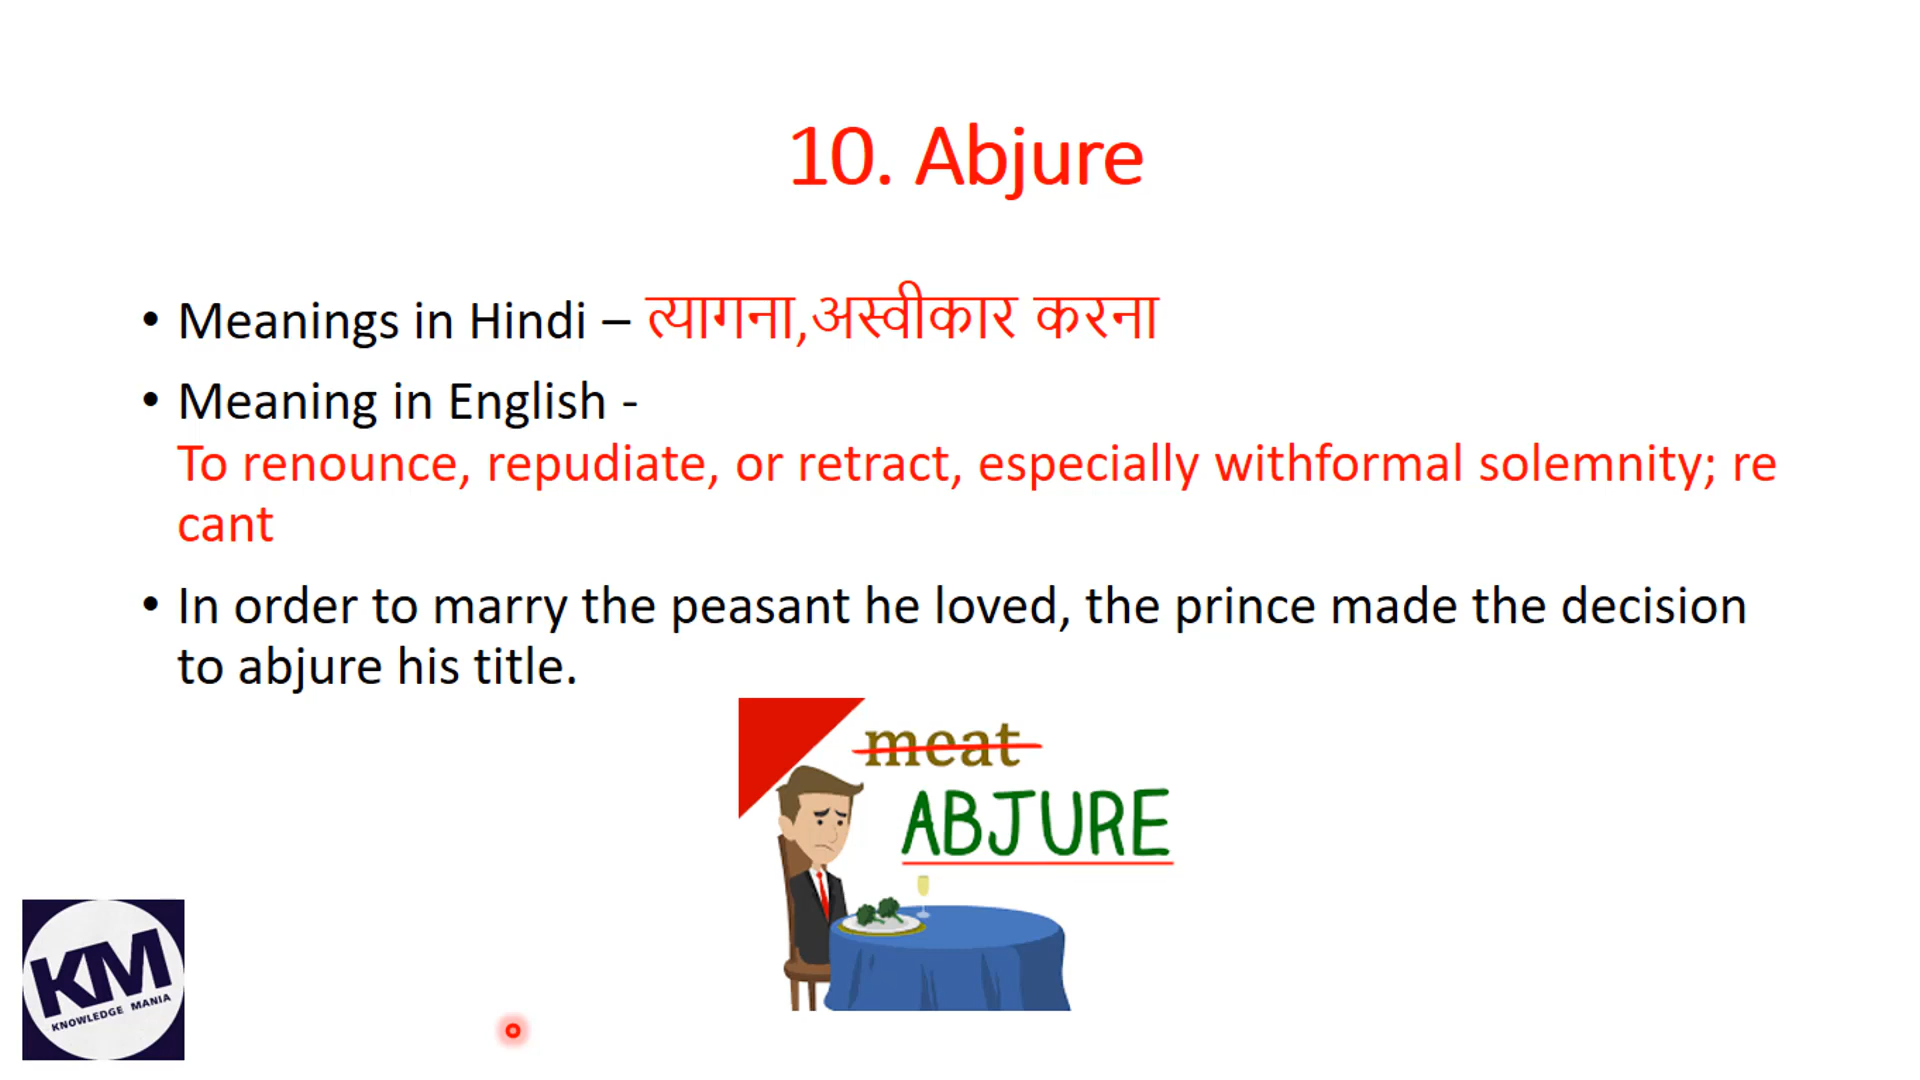 10. Abjure
• Meanings in Hindi – त्यागना,अस्वीकार करना
• Meaning in English -
To renounce, repudiate, or retract, especially withformal solemnity; re
cant
• In order to marry the peasant he loved, the prince made the decision
to abjure his title.
meat
ABJURE
KM
KNOWLEDGE MANIA